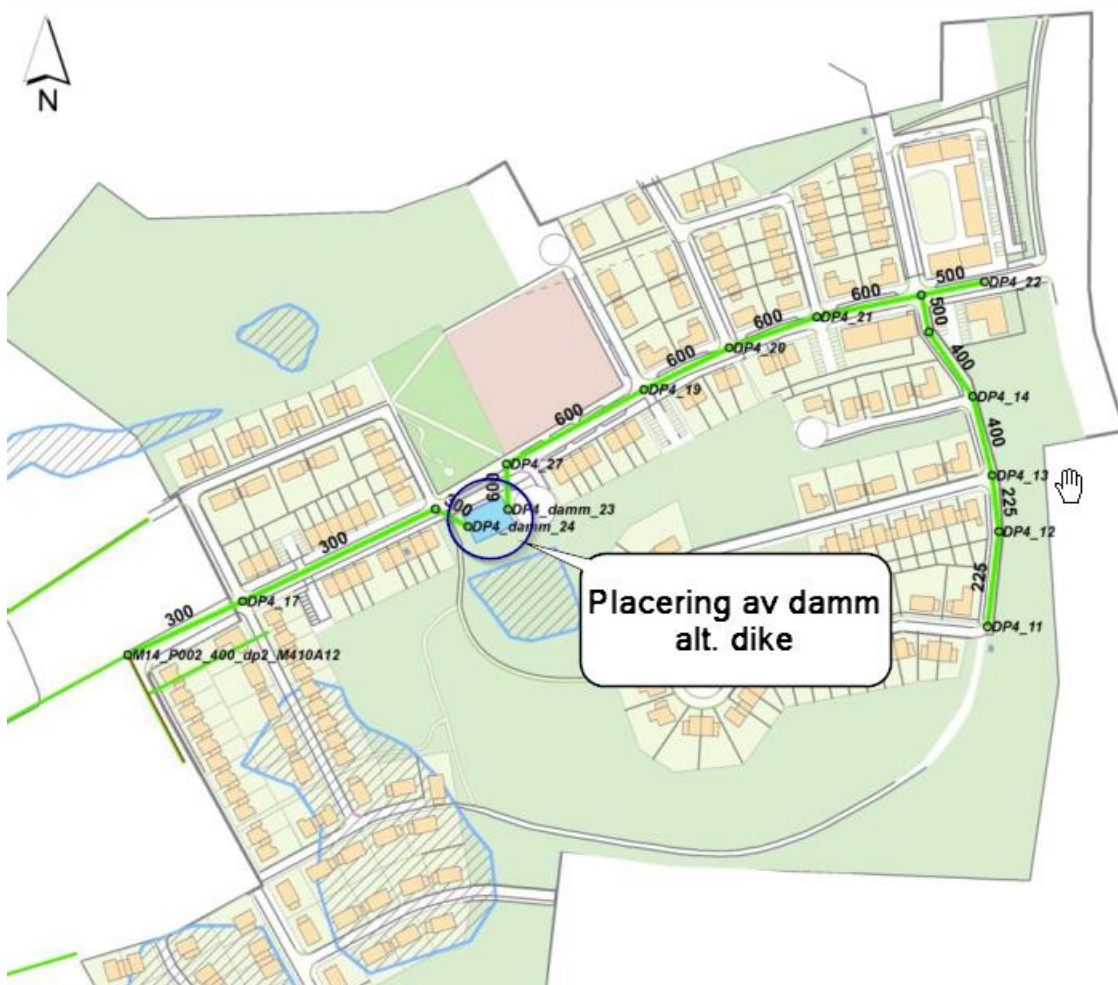 N
500
DP4_22
600
500
DP4_21
600
DP4_20
400
600
DP4_19
DP4_14
600
400
DP4_27
DP4_13
600
300
DP4_damm_23
225
DP4_damm_24
DP4_12
300
Placering av damm
alt. dike
225
DP4_17
300
DP4_11
M14_P002_400_dp2_M410A12